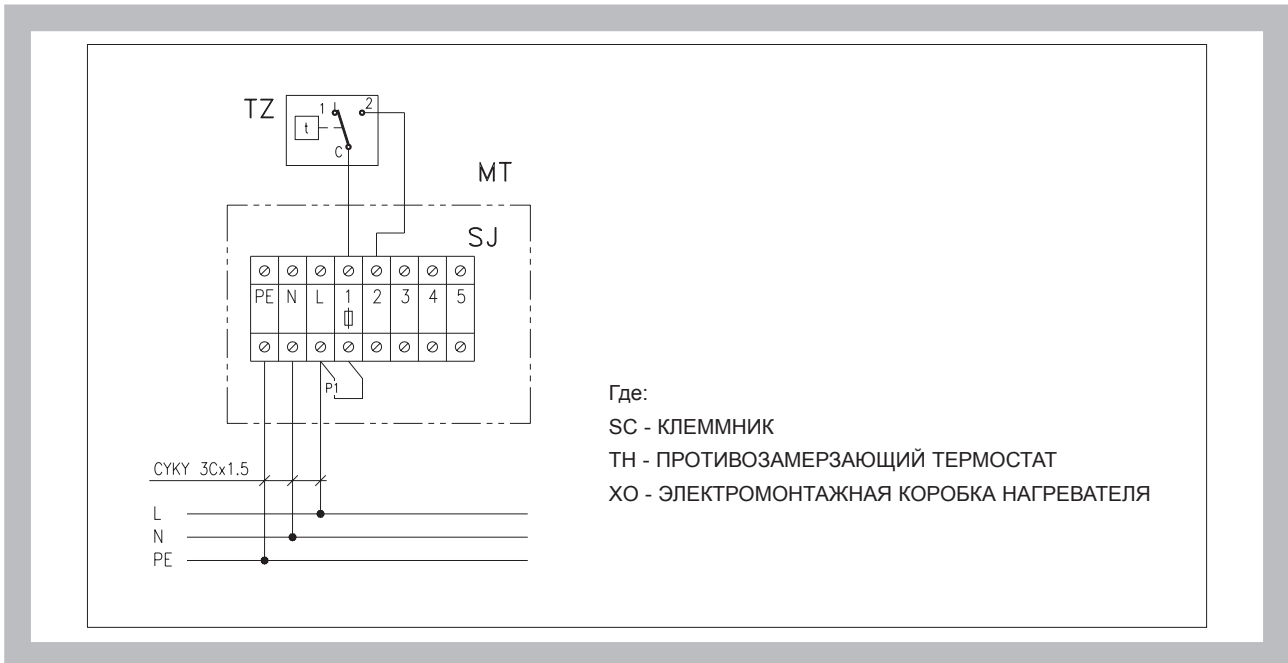 TZ
1
2
t
C
MT
SJ
PE N L 1 2 3 4 5
P1
CYKY 3Cx1.5
L
N
PE
Где:
SC - КЛЕММНИК
TH - ПРОТИВОЗАМЕРЗАЮЩИЙ ТЕРМОСТАТ
XO - ЭЛЕКТРОМОНТАЖНАЯ КОРОБКА НАГРЕВАТЕЛЯ